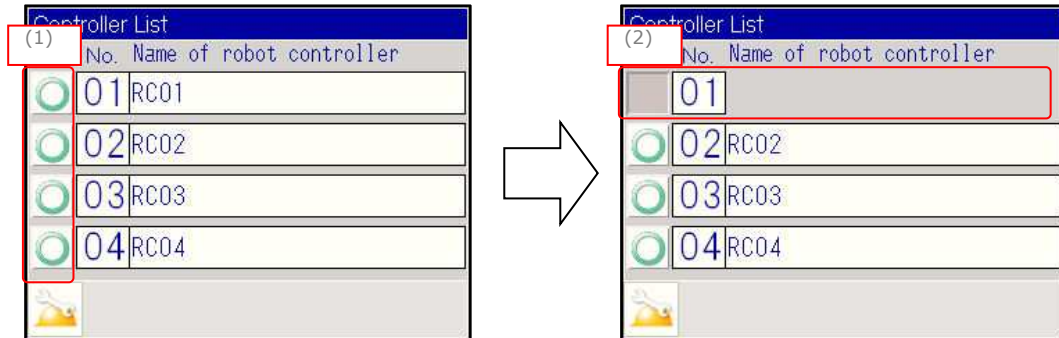 Controller List
(1)
No. Name of robot controller
01 RC01
02 RC02
03 RC03
04 RC04
Controller List
(2)
No. Name of robot controller
01
02 RC02
03 RC03
04 RC04